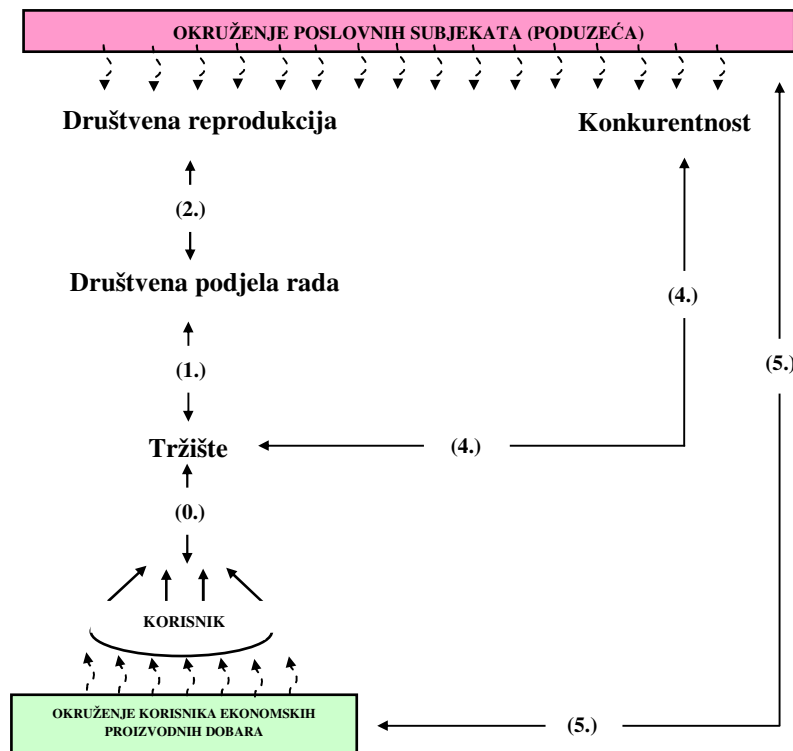 OKRUŽENJE POSLOVNIH SUBJEKATA (PODUZEĆA)
Društvena reprodukcija
Konkurentnost
(2.)
Društvena podjela rada
(4.)
(1.)
(5.)
Tržište
(4.)
(0.)
KORISNIK
OKRUŽENJE KORISNIKA EKONOMSKIH
PROIZVODNIH DOBARA
(5.)